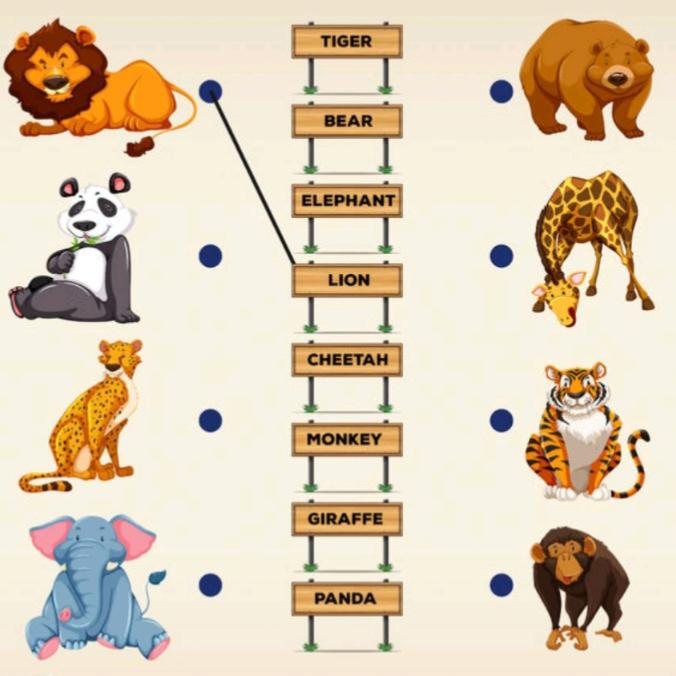 TIGER
BEAR
ELEPHANT
LION
CHEETAH
MONKEY
GIRAFFE
PANDA